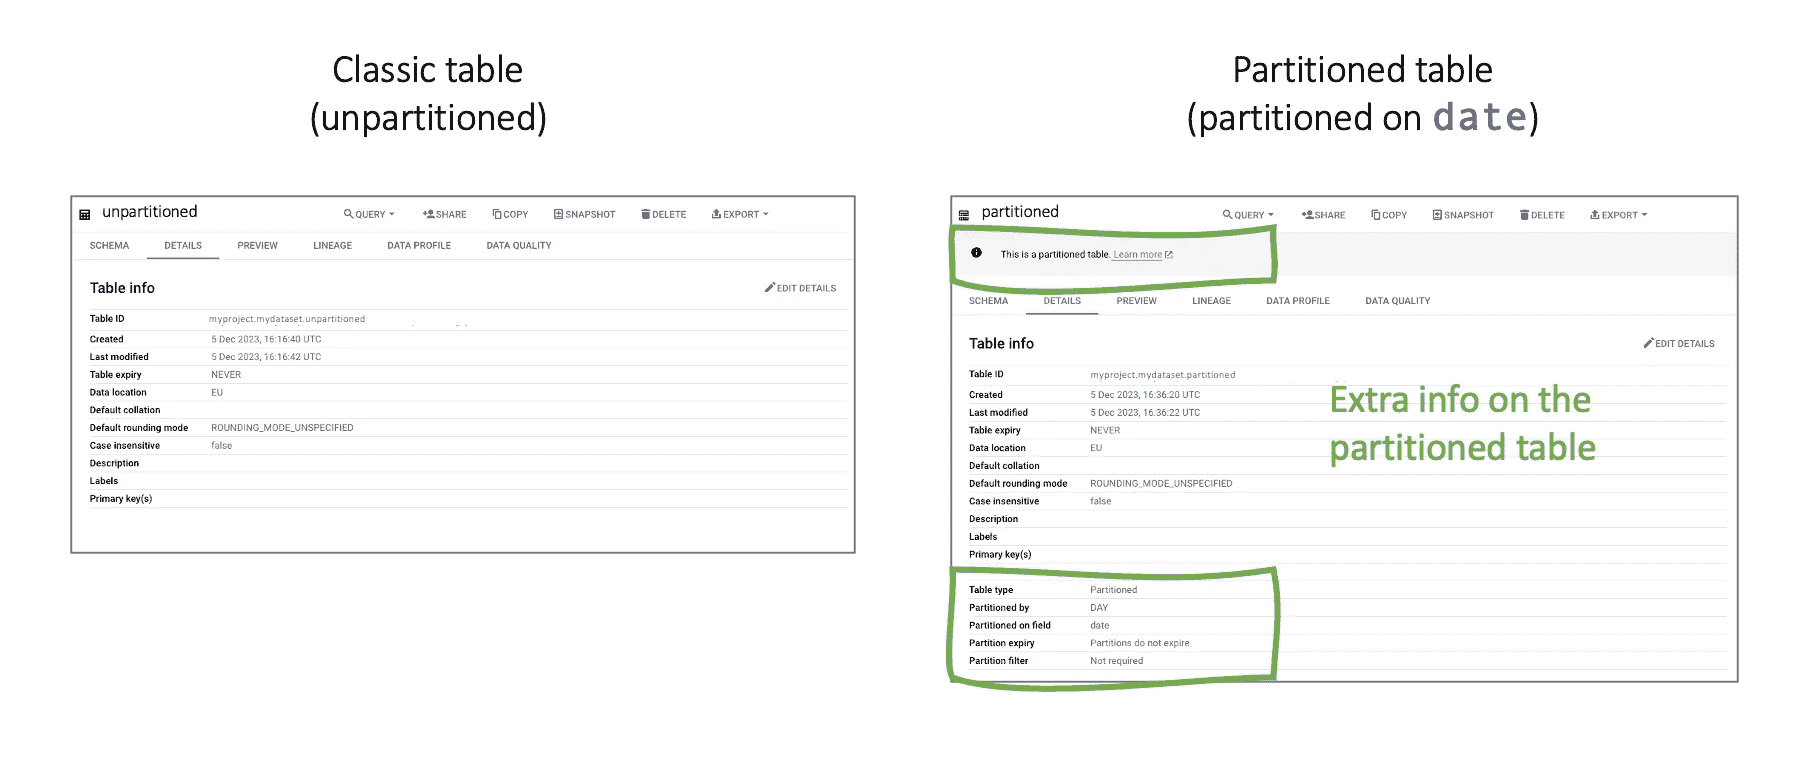 Classic table
(unpartitioned)
unpartitioned QUERY SHARE COPY SNAPSHOT DELETE EXPORT
SCHEMA DETAILS PREVIEW LINEAGE DATA PROFILE DATA QUALITY
Table info EDIT DETAILS
Table ID myproject.mydataset.unpartitioned
Created 5 Dec 2023, 16:16:40 UTC
Last modified 5 Dec 2023, 16:16:42 UTC
Table expiry NEVER
Data location EU
Default collation
Default rounding mode ROUNDING_MODE_UNSPECIFIED
Case insensitive false
Description
Labels
Primary key(s)
Partitioned table
(partitioned on date)
partitioned QUERY SHARE COPY SNAPSHOT DELETE EXPORT
This is a partitioned table. Learn more
SCHEMA DETAILS PREVIEW LINEAGE DATA PROFILE DATA QUALITY
Table info EDIT DETAILS
Table ID myproject.mydataset.partitioned
Created 5 Dec 2023, 16:36:20 UTC
Last modified 5 Dec 2023, 16:36:22 UTC
Table expiry NEVER
Data location EU
Default collation
Default rounding mode ROUNDING_MODE_UNSPECIFIED
Case insensitive false
Description
Labels
Primary key(s)
Extra info on the
partitioned table
Table type Partitioned
Partitioned by DAY
Partitioned on field date
Partition expiry Partitions do not expire
Partition filter Not required